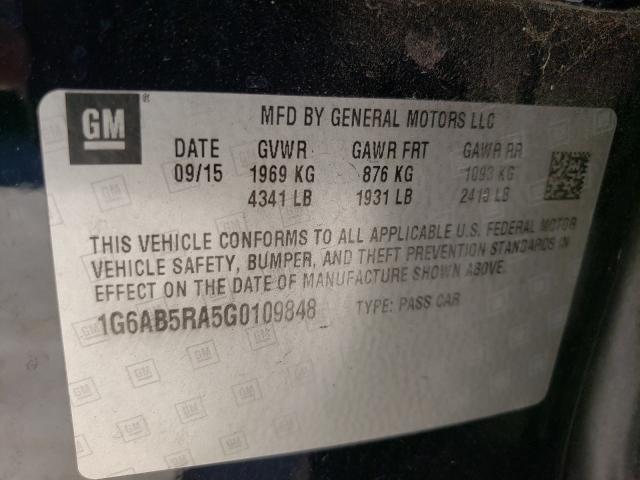 GM
®
MFD BY GENERAL MOTORS LLC
DATE GVWR GAWR FRT GAWR RR
09/15 1969 KG 876 KG 1093 KG
4341 LB 1931 LB 2410 LB
THIS VEHICLE CONFORMS TO ALL APPLICABLE U.S. FEDERAL MOTOR
VEHICLE SAFETY, BUMPER, AND THEFT PREVENTION STANDARDS IN
EFFECT ON THE DATE OF MANUFACTURE SHOWN ABOVE.
1G6AB5RA5G0109848 TYPE: PASS CAR